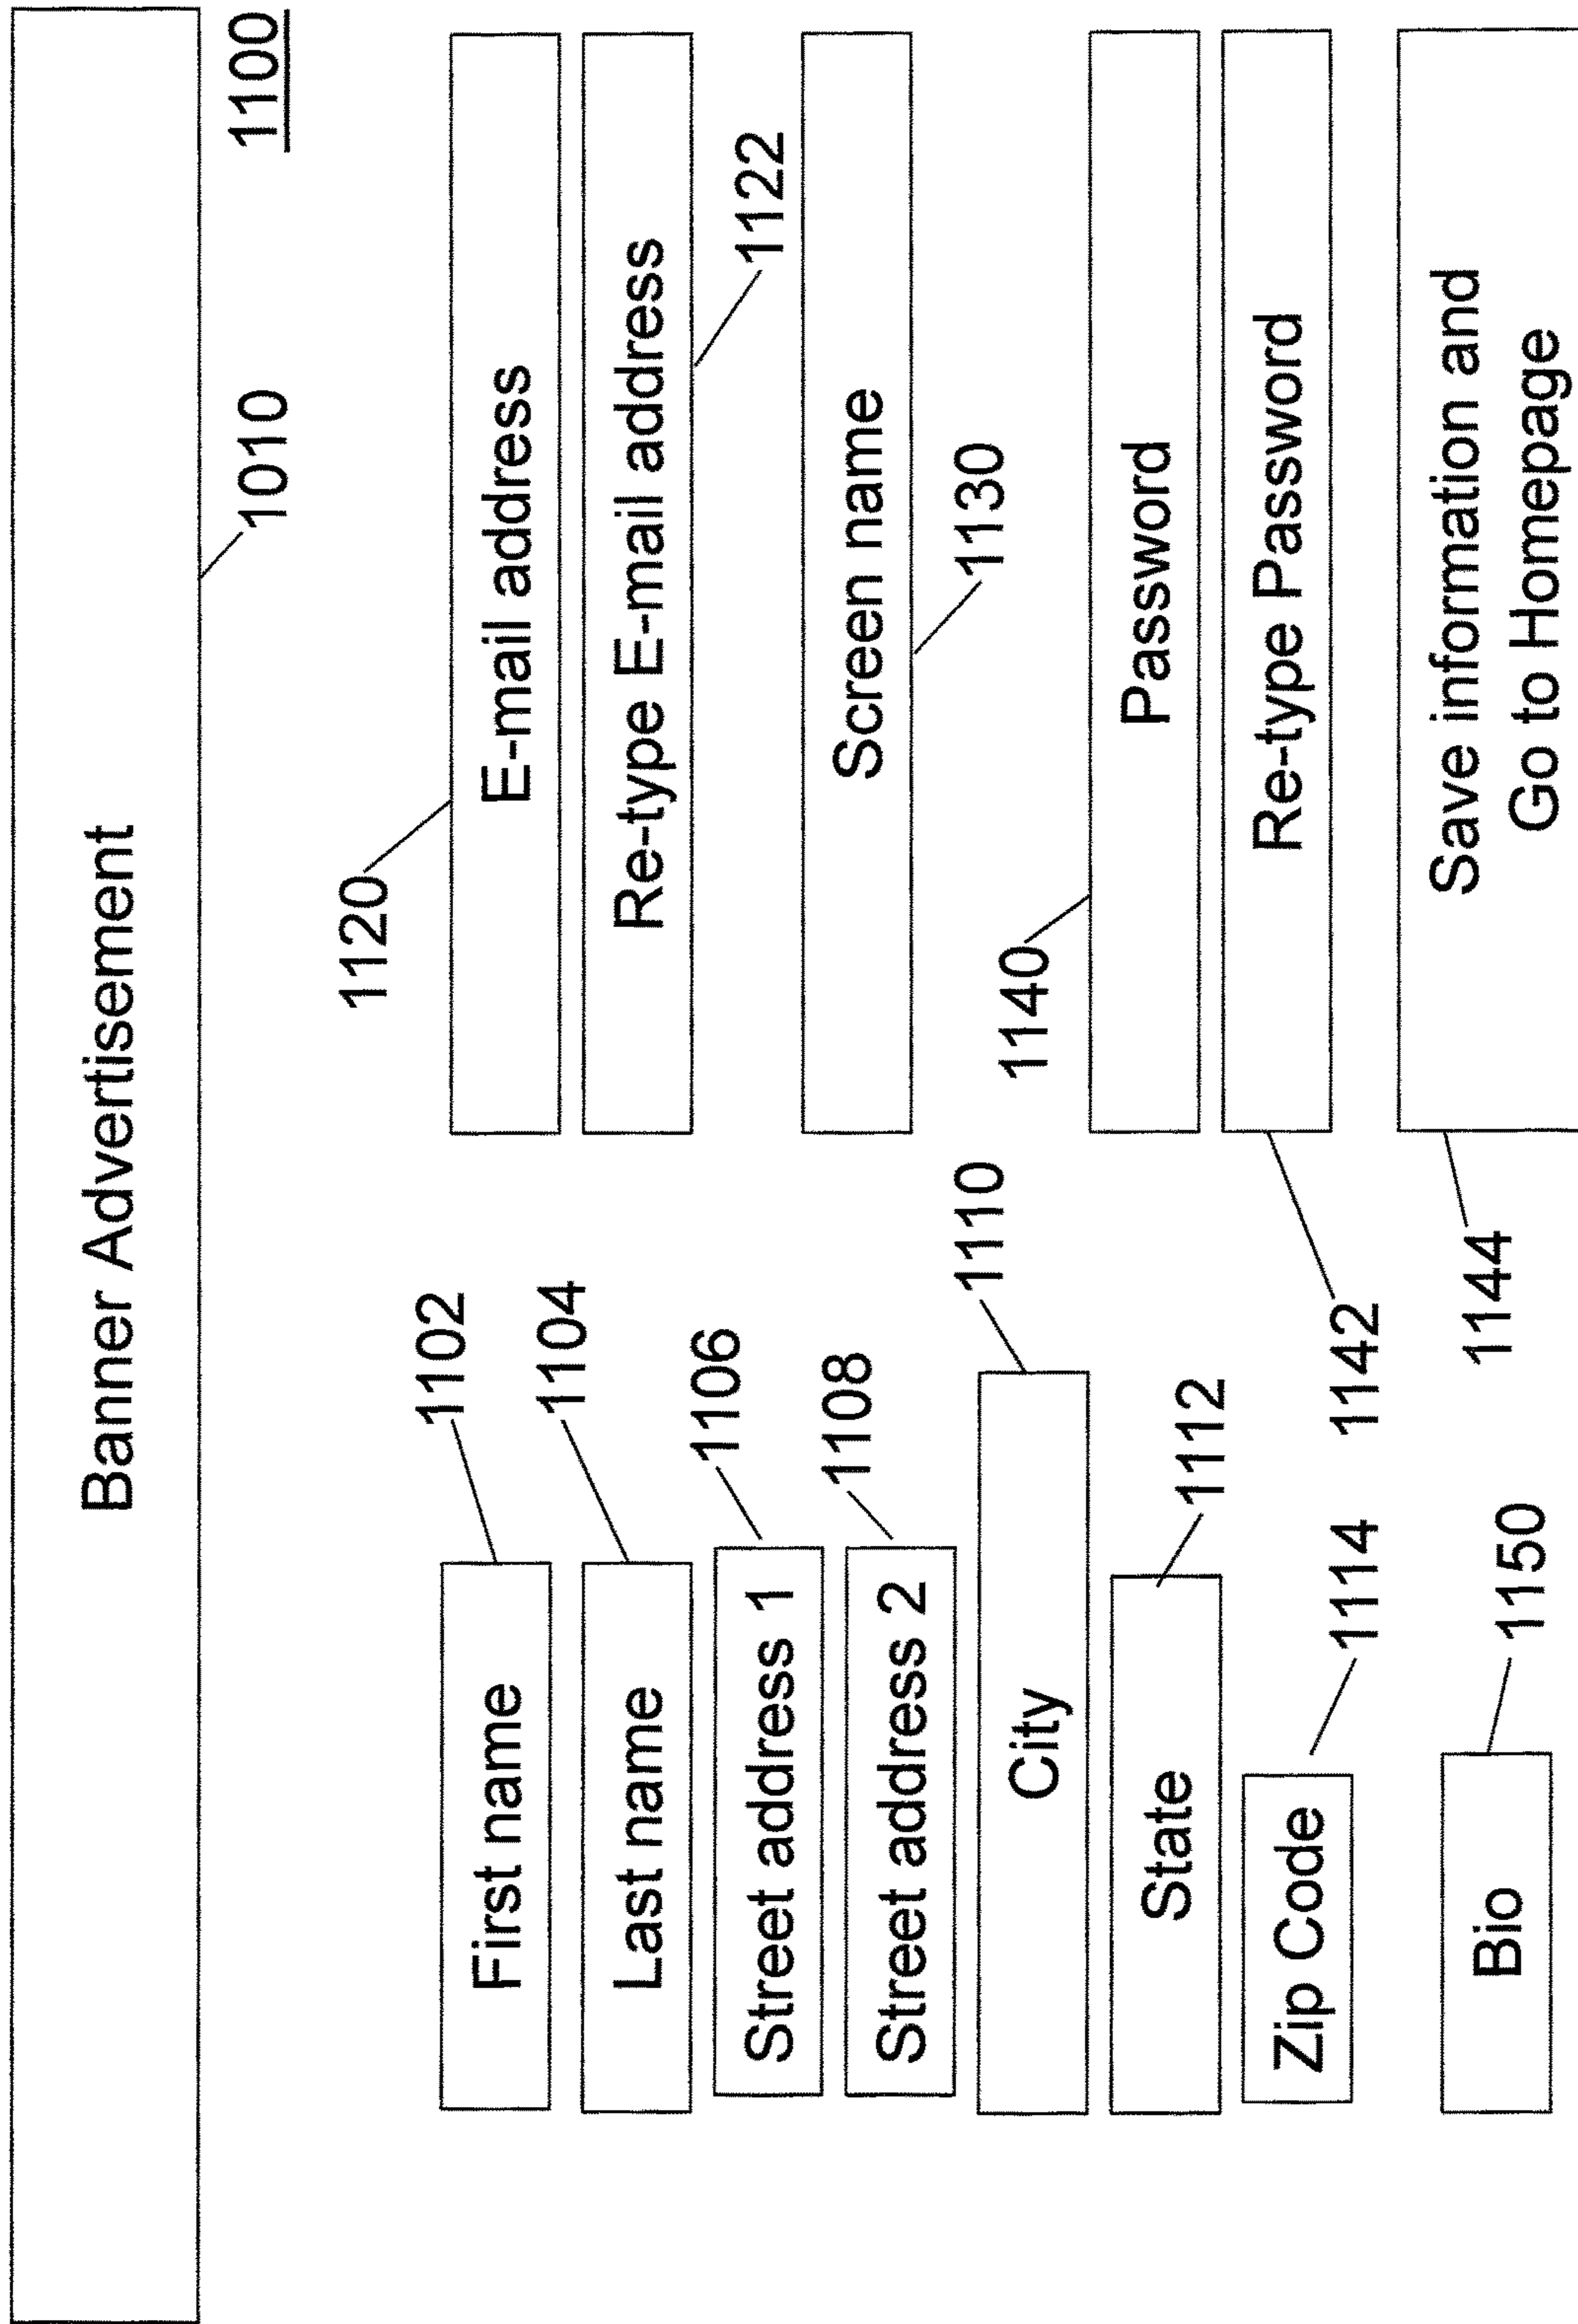 Banner Advertisement
1010
1100
1102
First name
1104
Last name
1106
Street address 1
1108
Street address 2
1110
City
1112
State
1114
Zip Code
1150
Bio
1120
E-mail address
Re-type E-mail address
1122
Screen name
1130
1140
Password
Re-type Password
1142
Save information and
Go to Homepage
1144